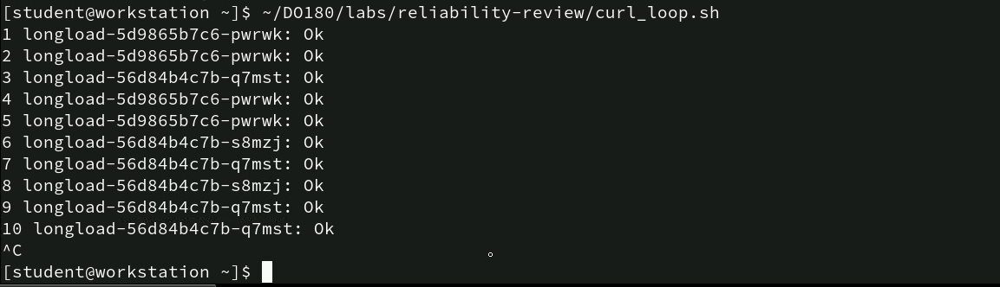 [student@workstation ~]$ ~/DO180/labs/reliability-review/curl_loop.sh
1 longload-5d9865b7c6-pwrwk: Ok
2 longload-5d9865b7c6-pwrwk: Ok
3 longload-56d84b4c7b-q7mst: Ok
4 longload-5d9865b7c6-pwrwk: Ok
5 longload-5d9865b7c6-pwrwk: Ok
6 longload-56d84b4c7b-s8mzj: Ok
7 longload-56d84b4c7b-q7mst: Ok
8 longload-56d84b4c7b-s8mzj: Ok
9 longload-56d84b4c7b-q7mst: Ok
10 longload-56d84b4c7b-q7mst: Ok
^C
[student@workstation ~]$